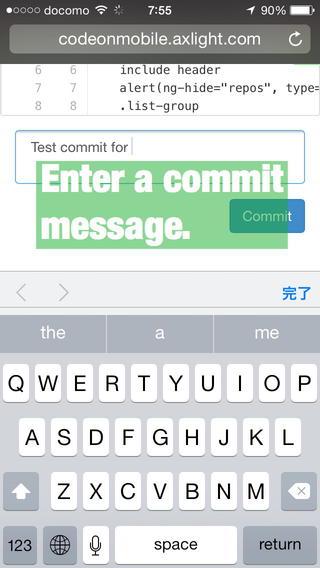 docomo 7:55 90%
codeonmobile.axlight.com
6 6 include header
7 7 alert(ng-hide="repos", type=
8 8 .list-group
Test commit for
Enter a commit
message.
Commit
完了
the a me
Q W E R T Y U I O P
A S D F G H J K L
Z X C V B N M
123 space return